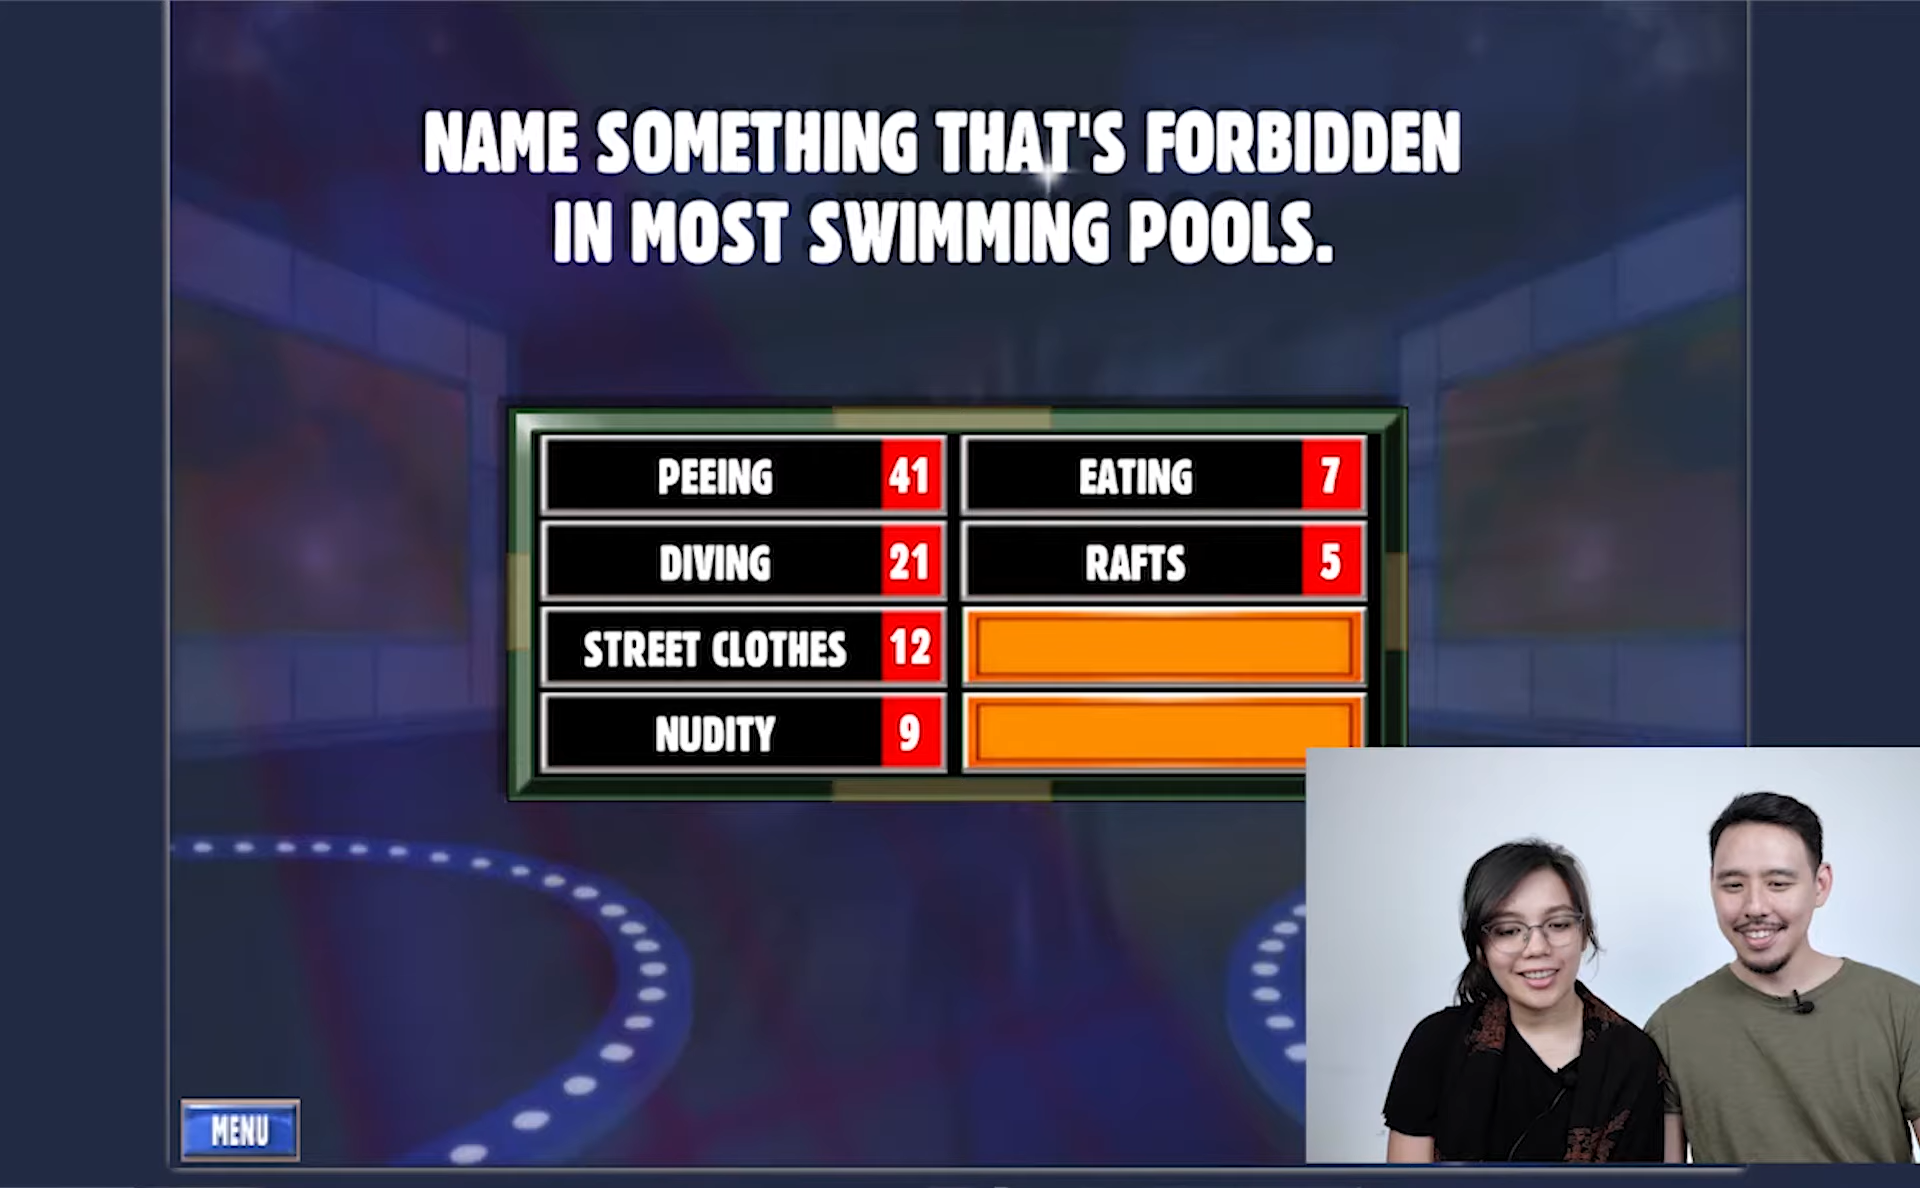 NAME SOMETHING THAT'S FORBIDDEN
IN MOST SWIMMING POOLS.
PEEING 41
DIVING 21
STREET CLOTHES 12
NUDITY 9
EATING 7
RAFTS 5
MENU